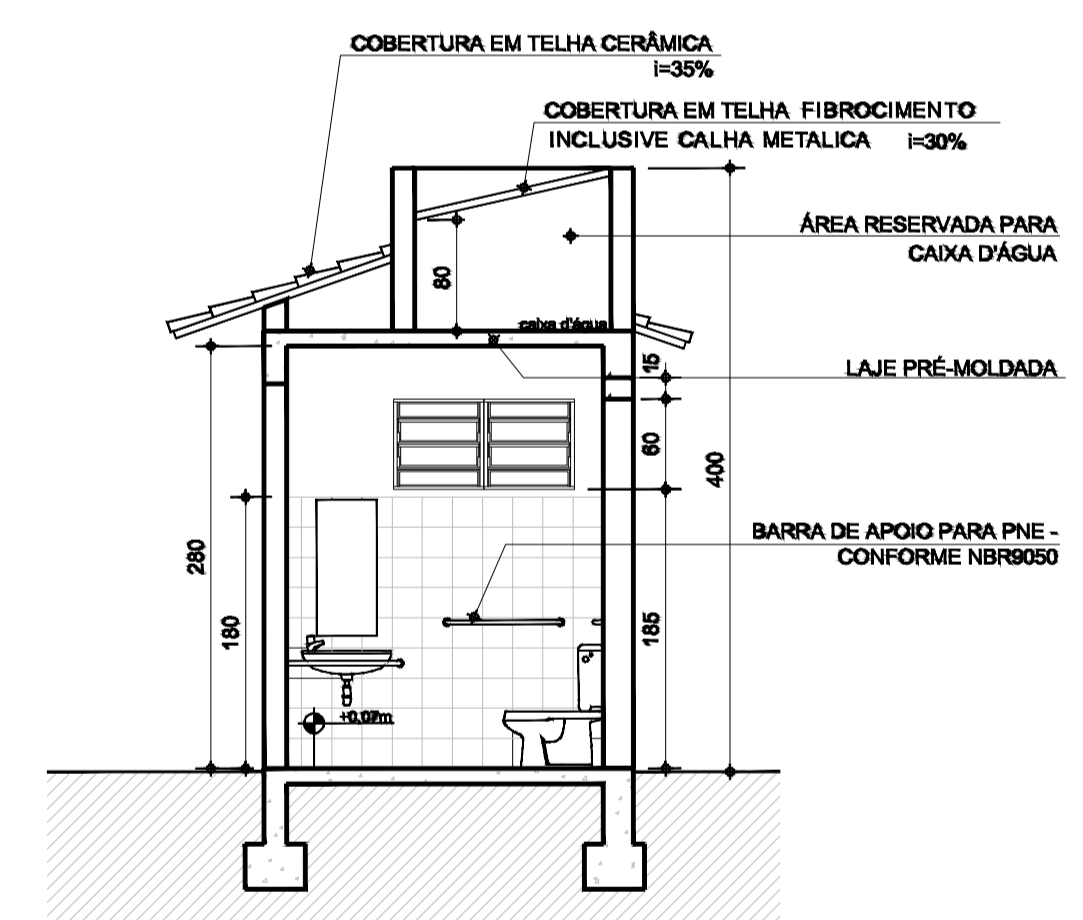 COBERTURA EM TELHA CERÂMICA
i=35%
COBERTURA EM TELHA FIBROCIMENTO
INCLUSIVE CALHA METALICA i=30%
ÁREA RESERVADA PARA
CAIXA D'ÁGUA
80
caixa d'água
15
LAJE PRÉ-MOLDADA
60
400
BARRA DE APOIO PARA PNE -
CONFORME NBR9050
280
180
185
+0,07m